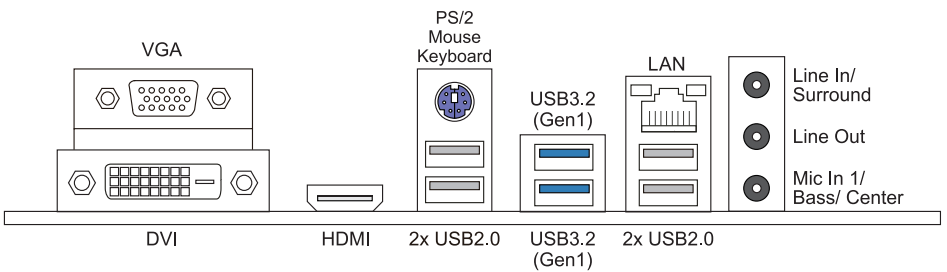 VGA
PS/2
Mouse
Keyboard
USB3.2
(Gen1)
LAN
Line In/
Surround
Line Out
Mic In 1/
Bass/ Center
DVI
HDMI
2x USB2.0
USB3.2
(Gen1)
2x USB2.0